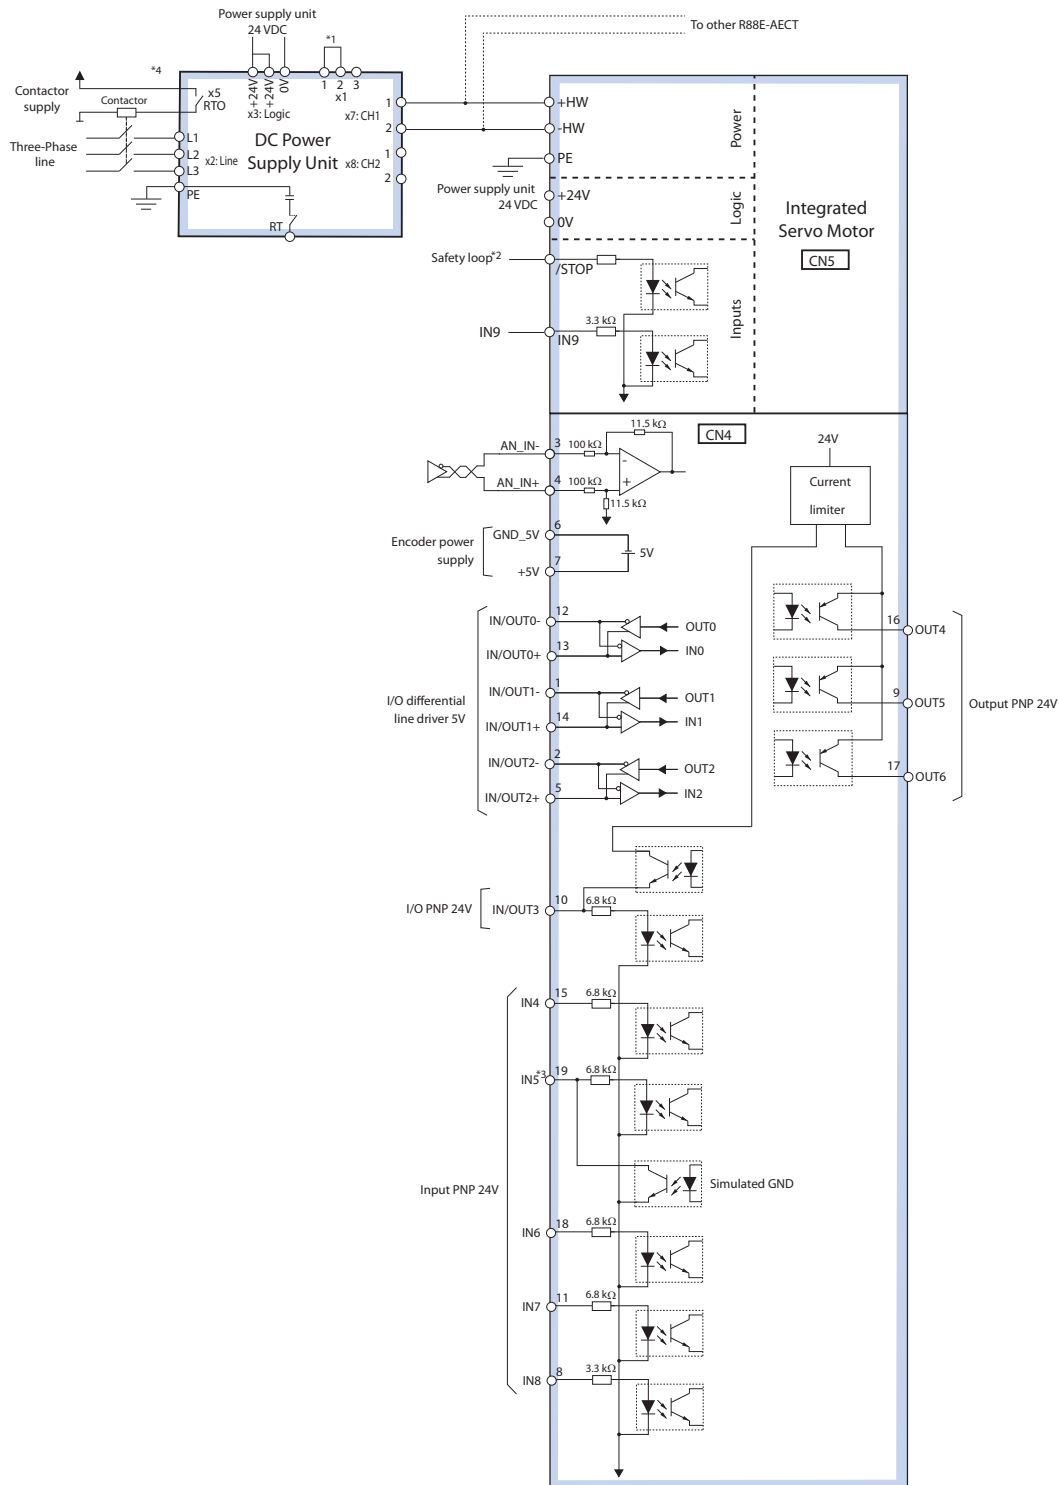 Power supply unit
24 VDC
*1
To other R88E-AECT
*4
Contactor
supply
Contactor
x5
RTO
+24V
+24V
0V
x3: Logic
1
2
3
x1
1
x7: CH1
2
DC Power
Supply Unit
1
x8: CH2
2
Three-Phase
line
L1
L2
x2: Line
L3
PE
RT
+HW
-HW
PE
Power
Power supply unit
24 VDC
+24V
0V
Logic
Integrated
Servo Motor
CN5
Safety loop*2
/STOP
3.3 kΩ
IN9
IN9
Inputs
CN4
11.5 kΩ
AN_IN-
3
100 kΩ
-
AN_IN+
4
100 kΩ
+
11.5 kΩ
24V
Current
limiter
Encoder power
supply
GND_5V
6
5V
+5V
7
I/O differential
line driver 5V
IN/OUT0-
12
OUT0
IN/OUT0+
13
IN0
IN/OUT1-
1
OUT1
IN/OUT1+
14
IN1
IN/OUT2-
2
OUT2
IN/OUT2+
5
IN2
16
OUT4
9
OUT5
17
OUT6
Output PNP 24V
I/O PNP 24V
IN/OUT3
10
6.8 kΩ
Input PNP 24V
IN4
15
6.8 kΩ
IN5*3
19
6.8 kΩ
Simulated GND
IN6
18
6.8 kΩ
IN7
11
6.8 kΩ
IN8
8
3.3 kΩ